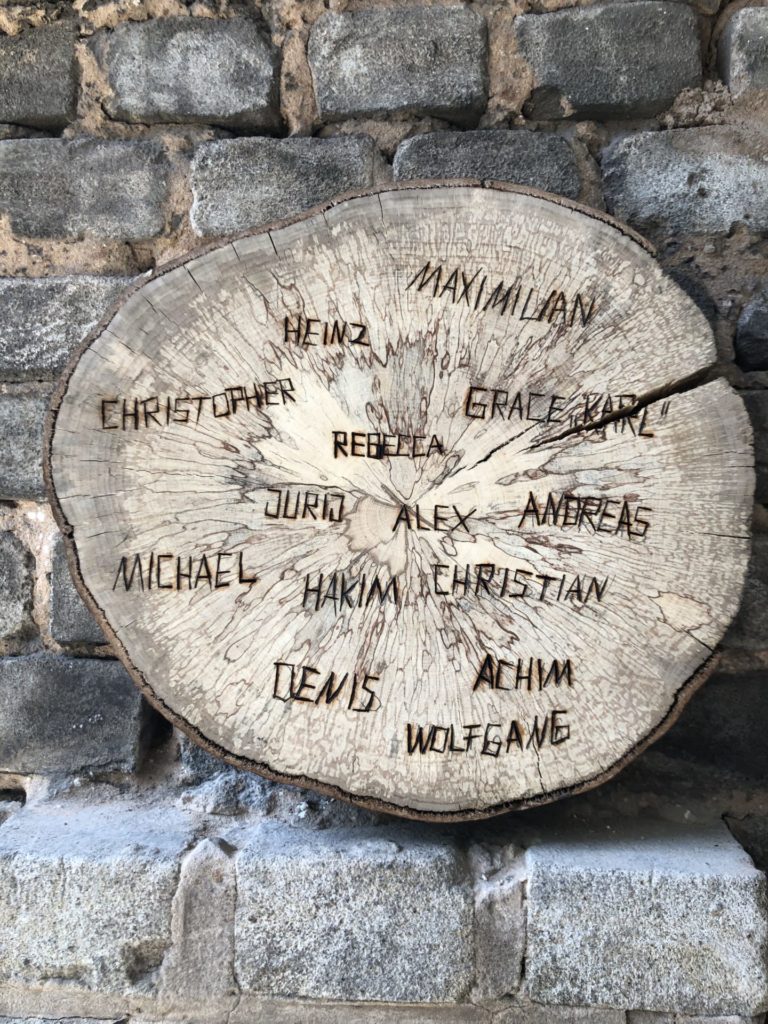 MAXIMILIAN
HEINZ
CHRISTOPHER
GRACE „KARL"
REBECCA
JURIJ
ALEX
ANDREAS
MICHAEL
HAKIM
CHRISTIAN
DENIS
ACHIM
WOLFGANG